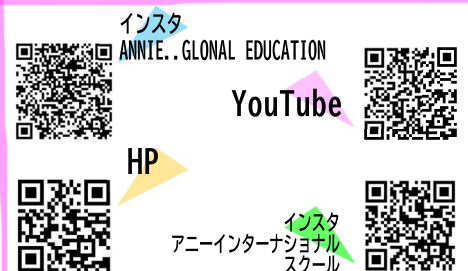 インスタ
ANNIE..GLONAL EDUCATION
YouTube
HP
インスタ
アニーインターナショナル
スクール